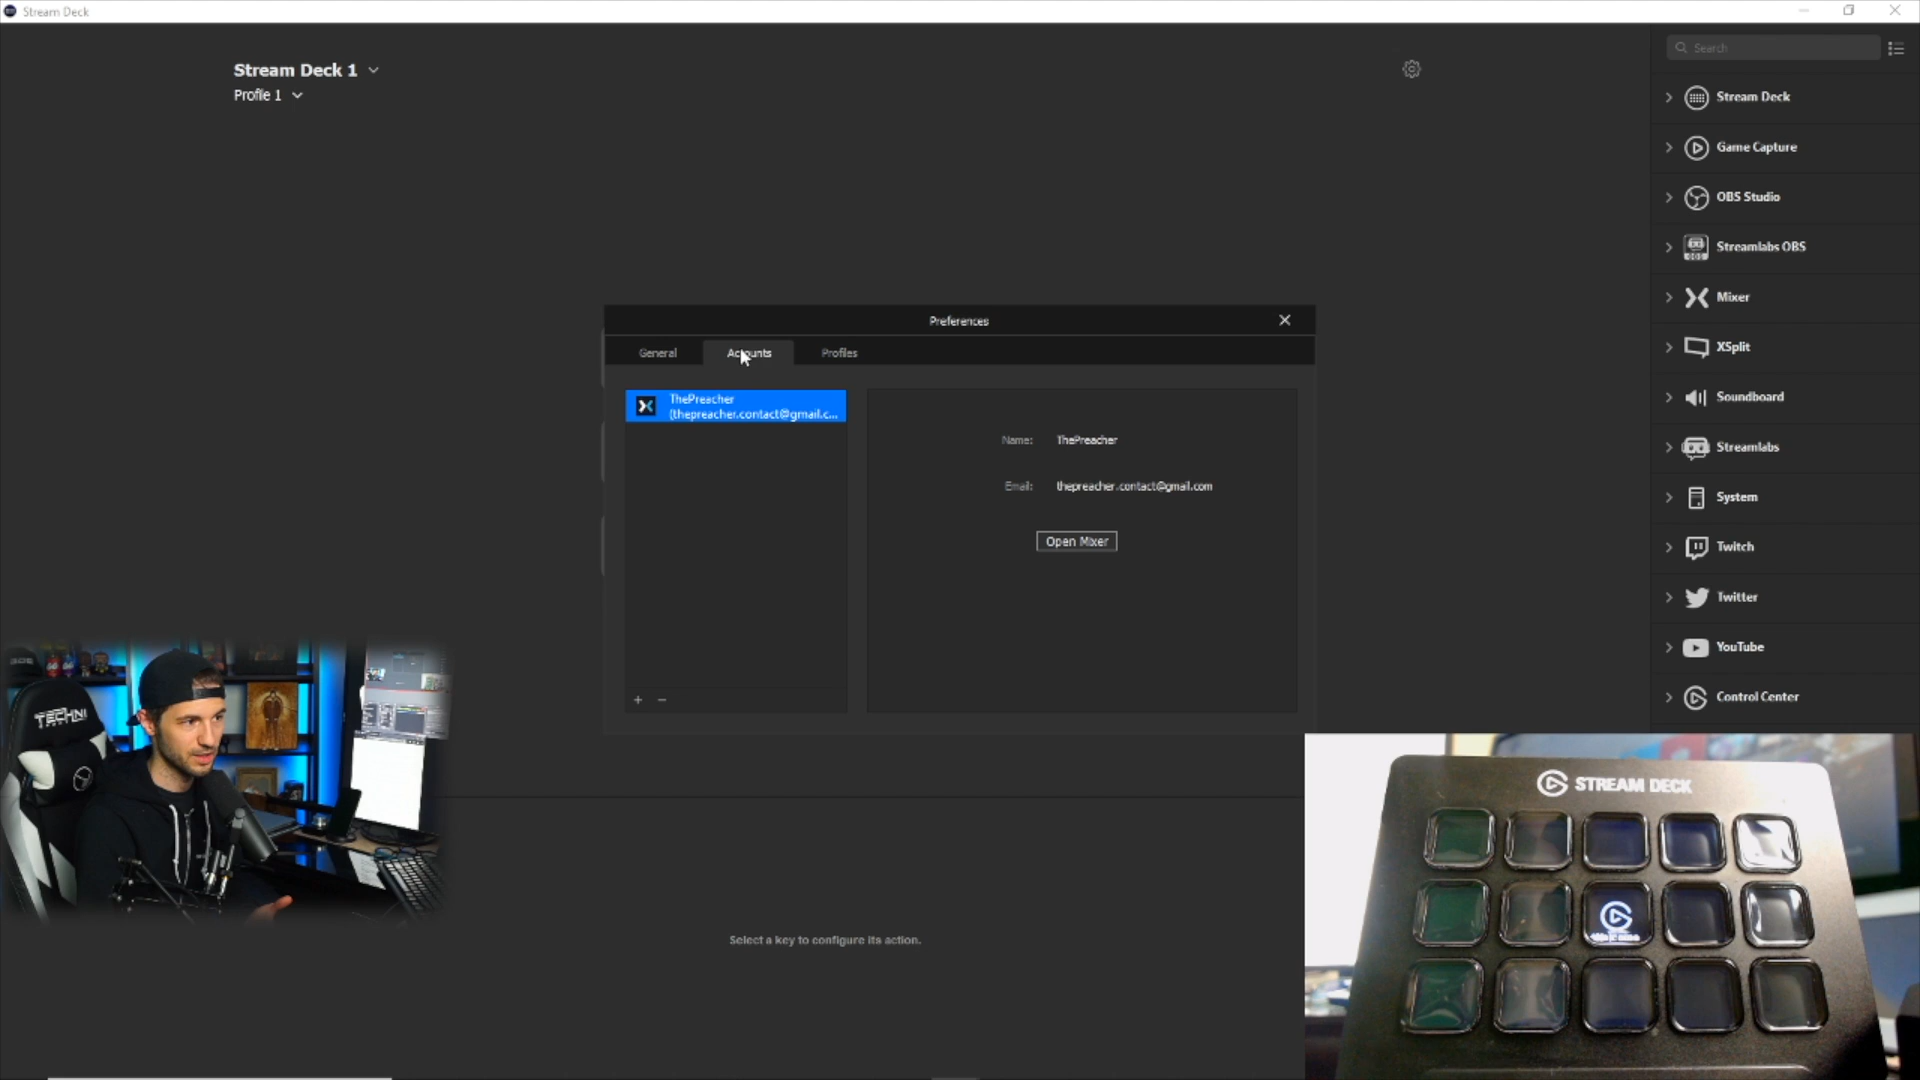 Stream Deck
Stream Deck 1
Profile 1
Search
Stream Deck
Game Capture
OBS Studio
Streamlabs OBS
Mixer
XSplit
Soundboard
Streamlabs
System
Twitch
Twitter
YouTube
Control Center
Preferences
General
Accounts
Profiles
ThePreacher
(thepreacher.contact@gmail.c...
Name: ThePreacher
Email: thepreacher.contact@gmail.com
Open Mixer
+ −
Select a key to configure its action.
TECHNI
STREAM DECK